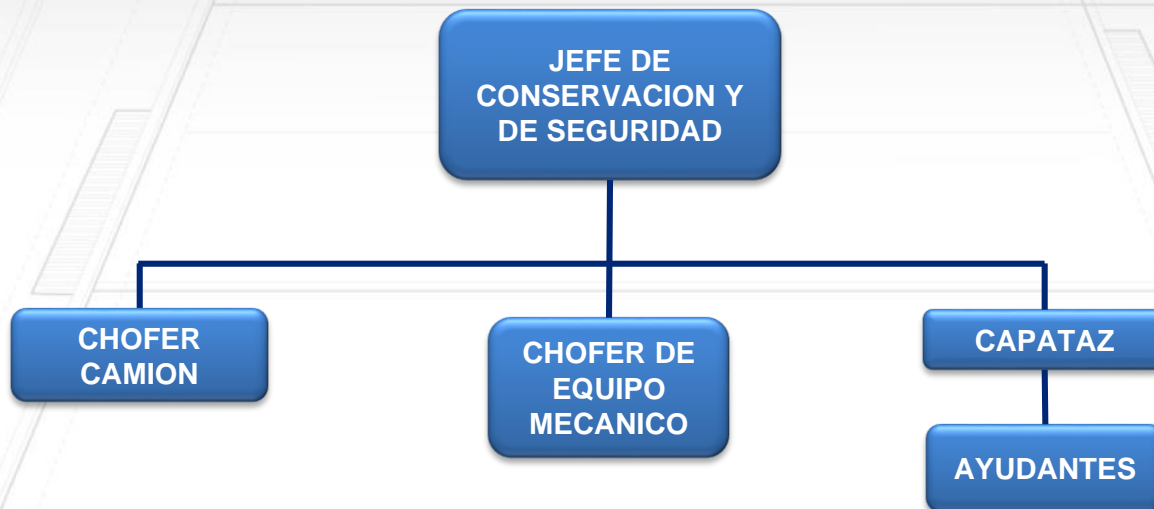 JEFE DE
CONSERVACION Y
DE SEGURIDAD
CHOFER
CAMION
CHOFER DE
EQUIPO
MECANICO
CAPATAZ
AYUDANTES